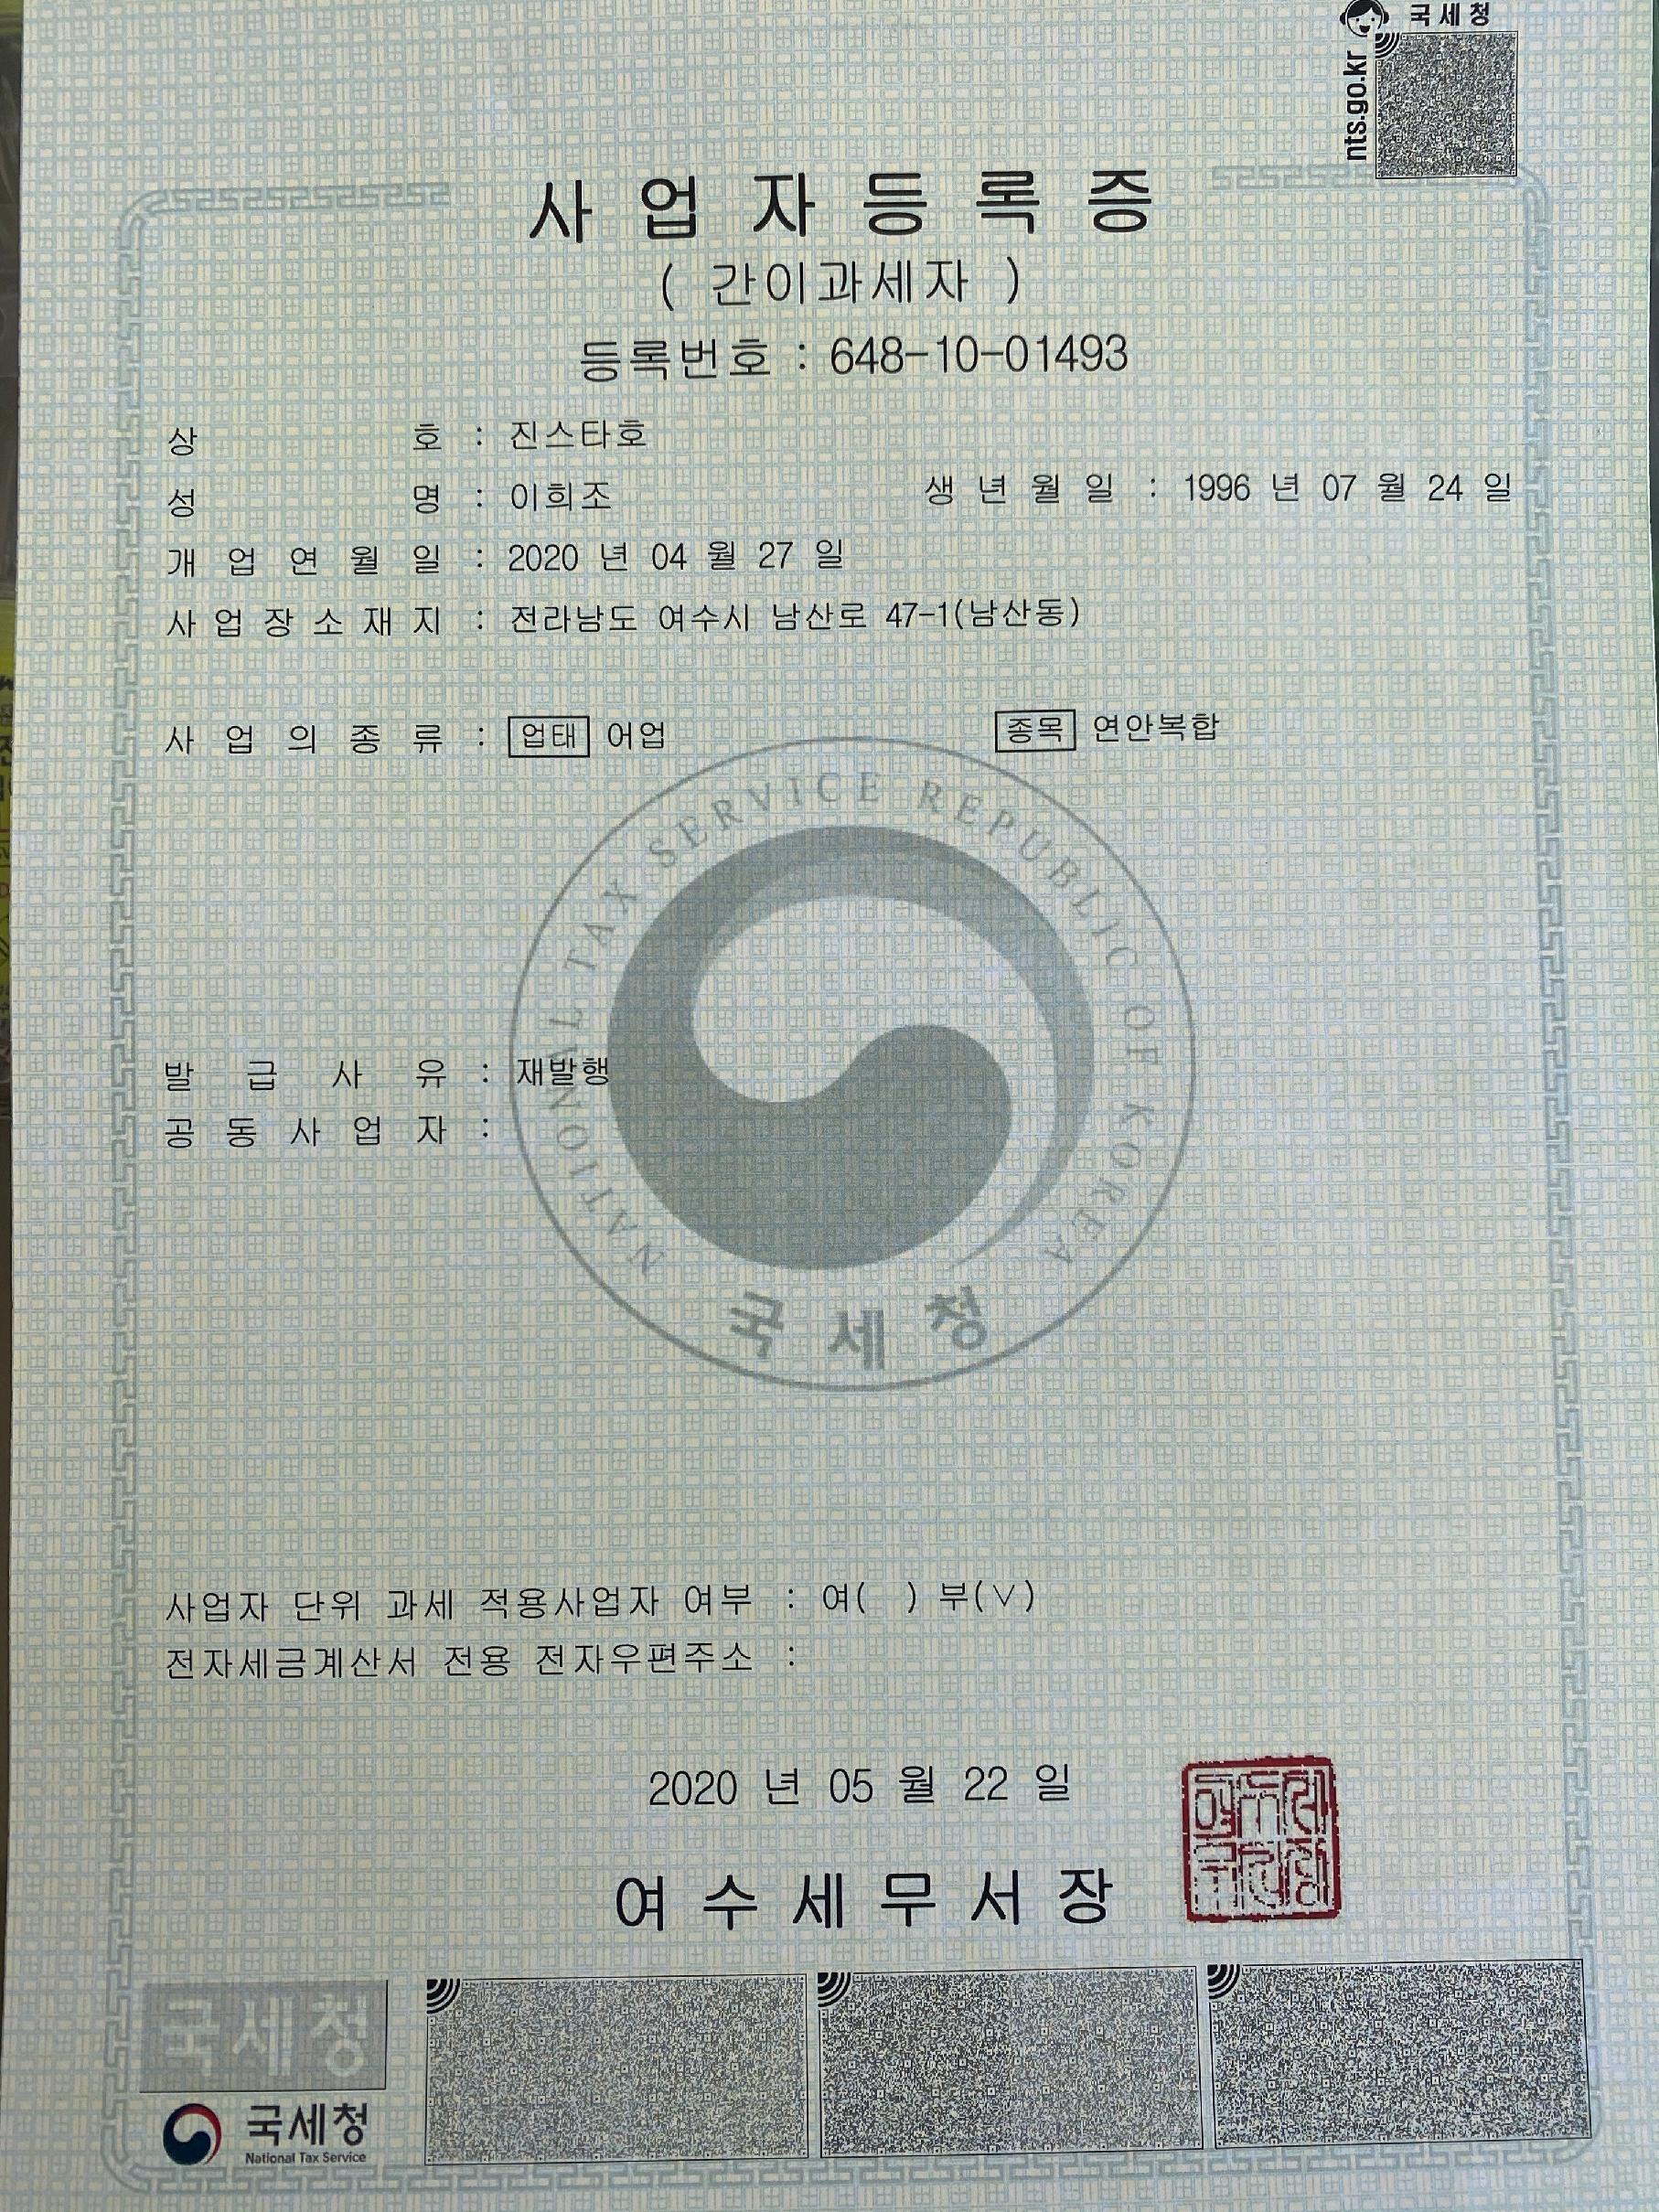 국세청
nts.go.kr
사업자등록증
( 간이과세자 )
등록번호 : 648-10-01493
상 호 : 진스타호
성 명 : 이희조 생 년 월 일 : 1996 년 07 월 24 일
개 업 연 월 일 : 2020 년 04 월 27 일
사 업 장 소 재 지 : 전라남도 여수시 남산로 47-1(남산동)
사 업 의 종 류 : 업태 어업 종목 연안복합
NATIONAL TAX SERVICE REPUBLIC OF KOREA
국세청
발 급 사 유 : 재발행
공 동 사 업 자 :
사업자 단위 과세 적용사업자 여부 : 여( ) 부(∨)
전자세금계산서 전용 전자우편주소 :
2020 년 05 월 22 일
여수세무서장
국세청
국세청
National Tax Service